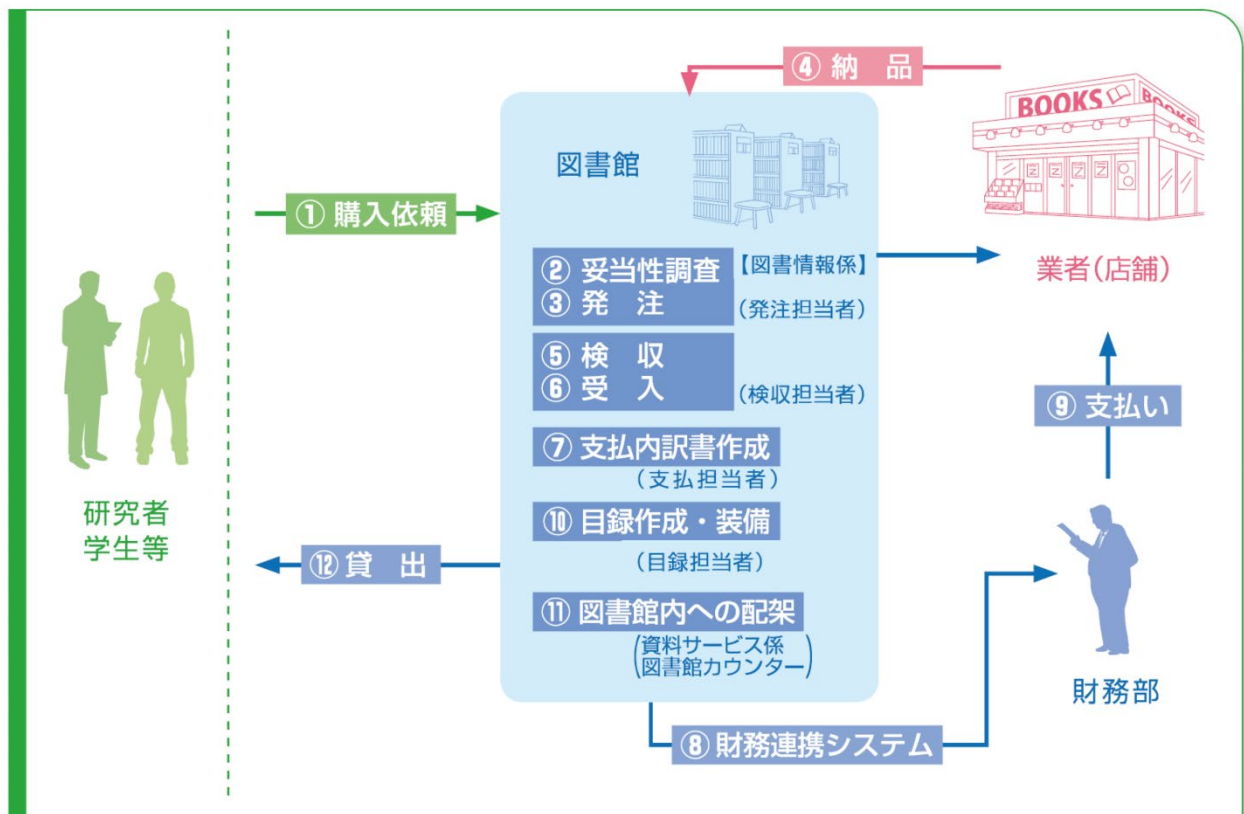 ④ 納 品
BOOKS
BOOKS
図書館
① 購入依頼
② 妥当性調査
【図書情報係】
③ 発 注
(発注担当者)
業者(店舗)
⑤ 検 収
⑥ 受 入
(検収担当者)
⑨ 支払い
⑦ 支払内訳書作成
(支払担当者)
研究者
学生等
⑩ 目録作成・装備
(目録担当者)
⑫ 貸 出
⑪ 図書館内への配架
(資料サービス係
図書館カウンター)
財務部
⑧ 財務連携システム